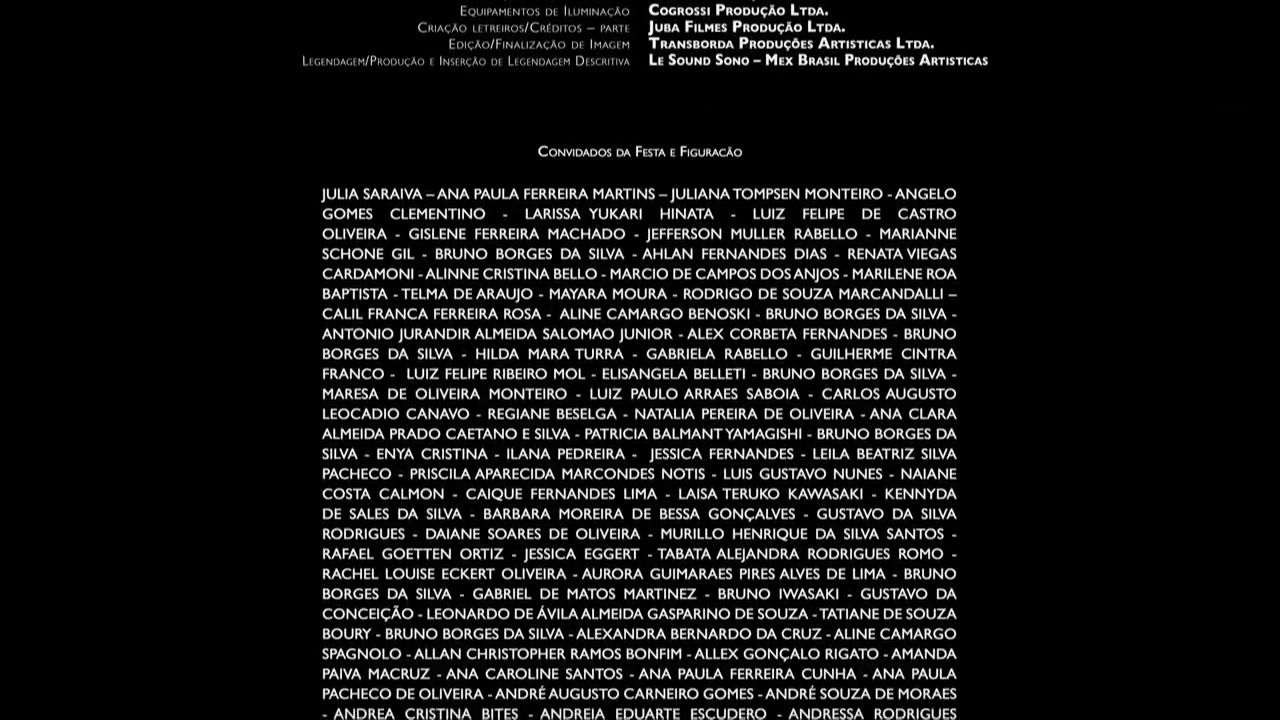 Equipamentos de Iluminação Cogrossi Produção Ltda.
Criação letreiros/Créditos – parte Juba Filmes Produção Ltda.
Edição/Finalização de Imagem Transborda Produções Artisticas Ltda.
Legendagem/Produção e Inserção de Legendagem Descritiva Le Sound Sono – Mex Brasil Produções Artisticas
Convidados da Festa e Figuracão
JULIA SARAIVA – ANA PAULA FERREIRA MARTINS – JULIANA TOMPSEN MONTEIRO - ANGELO
GOMES CLEMENTINO - LARISSA YUKARI HINATA - LUIZ FELIPE DE CASTRO
OLIVEIRA - GISLENE FERREIRA MACHADO - JEFFERSON MULLER RABELLO - MARIANNE
SCHONE GIL - BRUNO BORGES DA SILVA - AHLAN FERNANDES DIAS - RENATA VIEGAS
CARDAMONI - ALINNE CRISTINA BELLO - MARCIO DE CAMPOS DOS ANJOS - MARILENE ROA
BAPTISTA - TELMA DE ARAUJO - MAYARA MOURA - RODRIGO DE SOUZA MARCANDALLI –
CALIL FRANCA FERREIRA ROSA - ALINE CAMARGO BENOSKI - BRUNO BORGES DA SILVA -
ANTONIO JURANDIR ALMEIDA SALOMAO JUNIOR - ALEX CORBETA FERNANDES - BRUNO
BORGES DA SILVA - HILDA MARA TURRA - GABRIELA RABELLO - GUILHERME CINTRA
FRANCO - LUIZ FELIPE RIBEIRO MOL - ELISANGELA BELLETI - BRUNO BORGES DA SILVA -
MARESA DE OLIVEIRA MONTEIRO - LUIZ PAULO ARRAES SABOIA - CARLOS AUGUSTO
LEOCADIO CANAVO - REGIANE BESELGA - NATALIA PEREIRA DE OLIVEIRA - ANA CLARA
ALMEIDA PRADO CAETANO E SILVA - PATRICIA BALMANT YAMAGISHI - BRUNO BORGES DA
SILVA - ENYA CRISTINA - ILANA PEDREIRA - JESSICA FERNANDES - LEILA BEATRIZ SILVA
PACHECO - PRISCILA APARECIDA MARCONDES NOTIS - LUIS GUSTAVO NUNES - NAIANE
COSTA CALMON - CAIQUE FERNANDES LIMA - LAISA TERUKO KAWASAKI - KENNYDA
DE SALES DA SILVA - BARBARA MOREIRA DE BESSA GONÇALVES - GUSTAVO DA SILVA
RODRIGUES - DAIANE SOARES DE OLIVEIRA - MURILLO HENRIQUE DA SILVA SANTOS -
RAFAEL GOETTEN ORTIZ - JESSICA EGGERT - TABATA ALEJANDRA RODRIGUES ROMO -
RACHEL LOUISE ECKERT OLIVEIRA - AURORA GUIMARAES PIRES ALVES DE LIMA - BRUNO
BORGES DA SILVA - GABRIEL DE MATOS MARTINEZ - BRUNO IWASAKI - GUSTAVO DA
CONCEIÇÃO - LEONARDO DE ÁVILA ALMEIDA GASPARINO DE SOUZA - TATIANE DE SOUZA
BOURY - BRUNO BORGES DA SILVA - ALEXANDRA BERNARDO DA CRUZ - ALINE CAMARGO
SPAGNOLO - ALLAN CHRISTOPHER RAMOS BONFIM - ALLEX GONÇALO RIGATO - AMANDA
PAIVA MACRUZ - ANA CAROLINE SANTOS - ANA PAULA FERREIRA CUNHA - ANA PAULA
PACHECO DE OLIVEIRA - ANDRÉ AUGUSTO CARNEIRO GOMES - ANDRÉ SOUZA DE MORAES
- ANDREA CRISTINA BITES - ANDREIA EDUARTE ESCUDERO - ANDRESSA RODRIGUES